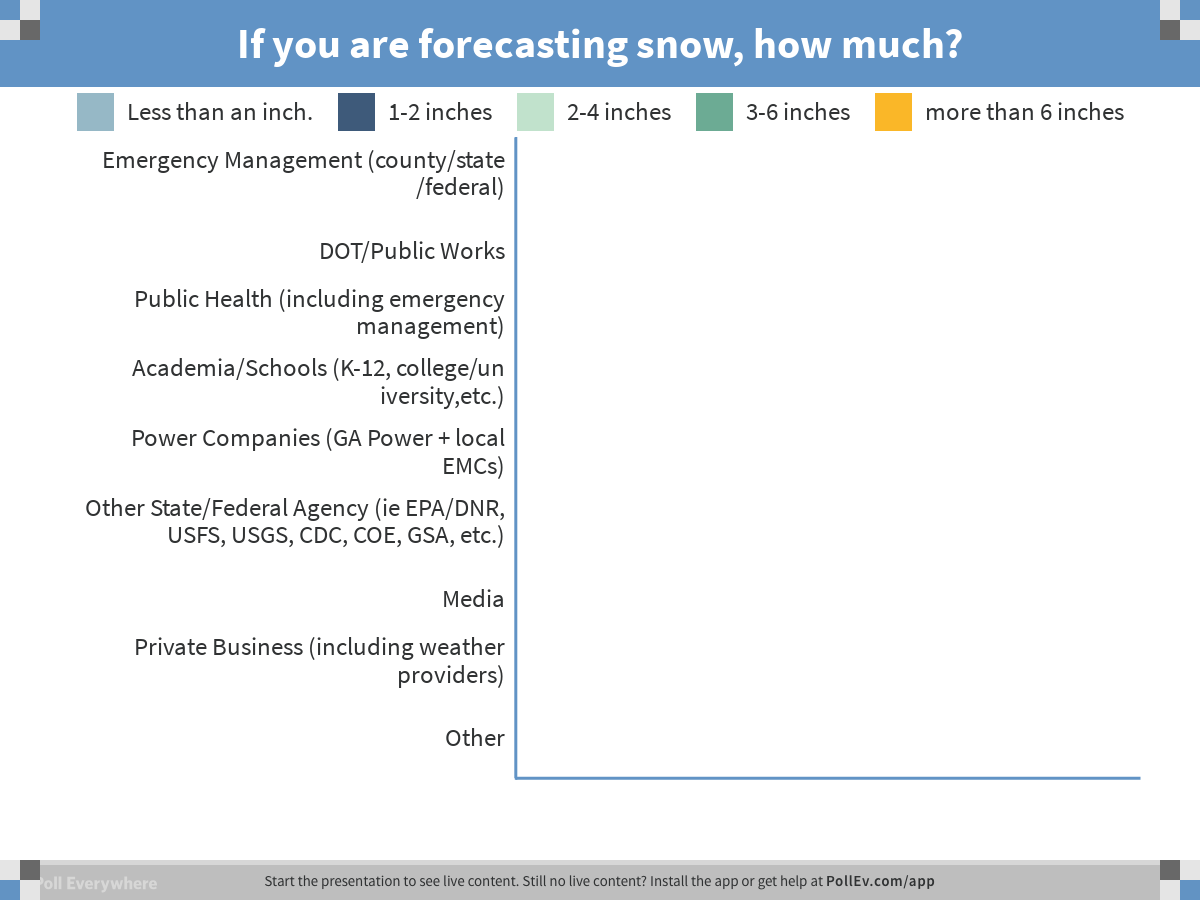 If you are forecasting snow, how much?
Less than an inch. 1-2 inches 2-4 inches 3-6 inches more than 6 inches
Emergency Management (county/state
/federal)
DOT/Public Works
Public Health (including emergency
management)
Academia/Schools (K-12, college/un
iversity,etc.)
Power Companies (GA Power + local
EMCs)
Other State/Federal Agency (ie EPA/DNR,
USFS, USGS, CDC, COE, GSA, etc.)
Media
Private Business (including weather
providers)
Other
Poll Everywhere
Start the presentation to see live content. Still no live content? Install the app or get help at PollEv.com/app